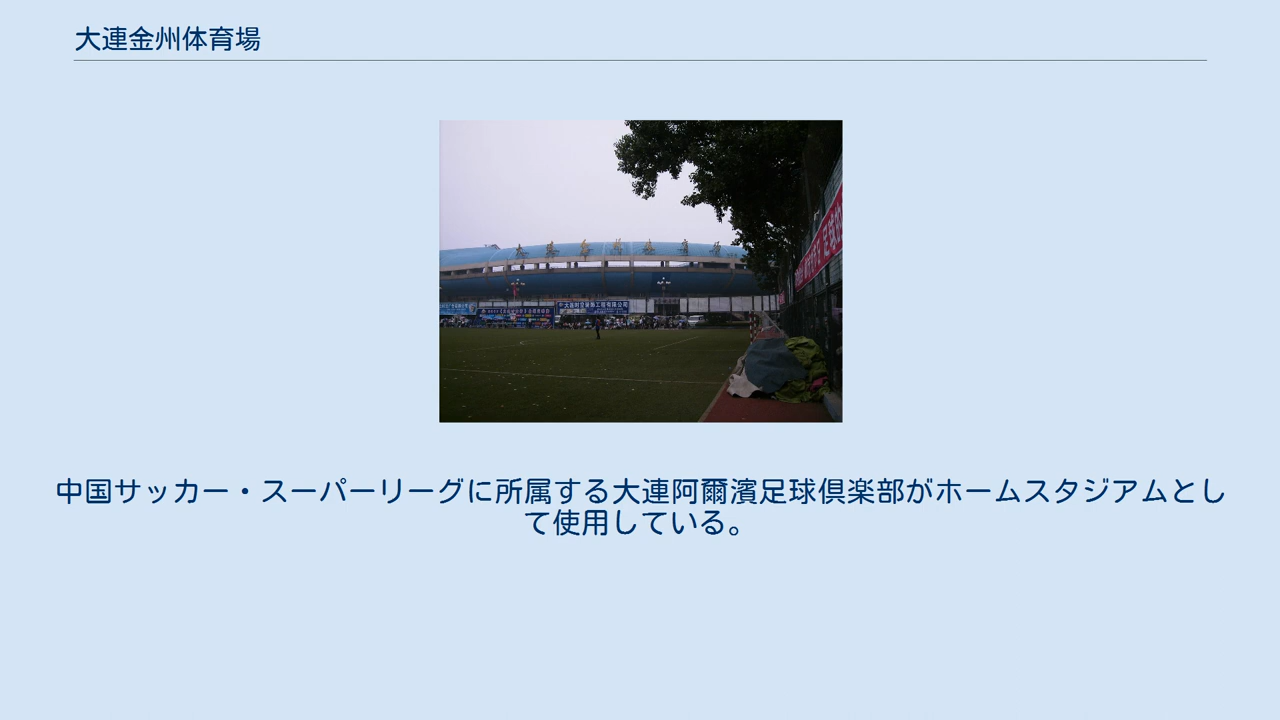 大連金州体育場
中国サッカー・スーパーリーグに所属する大連阿爾濱足球倶楽部がホームスタジアムとし
て使用している。